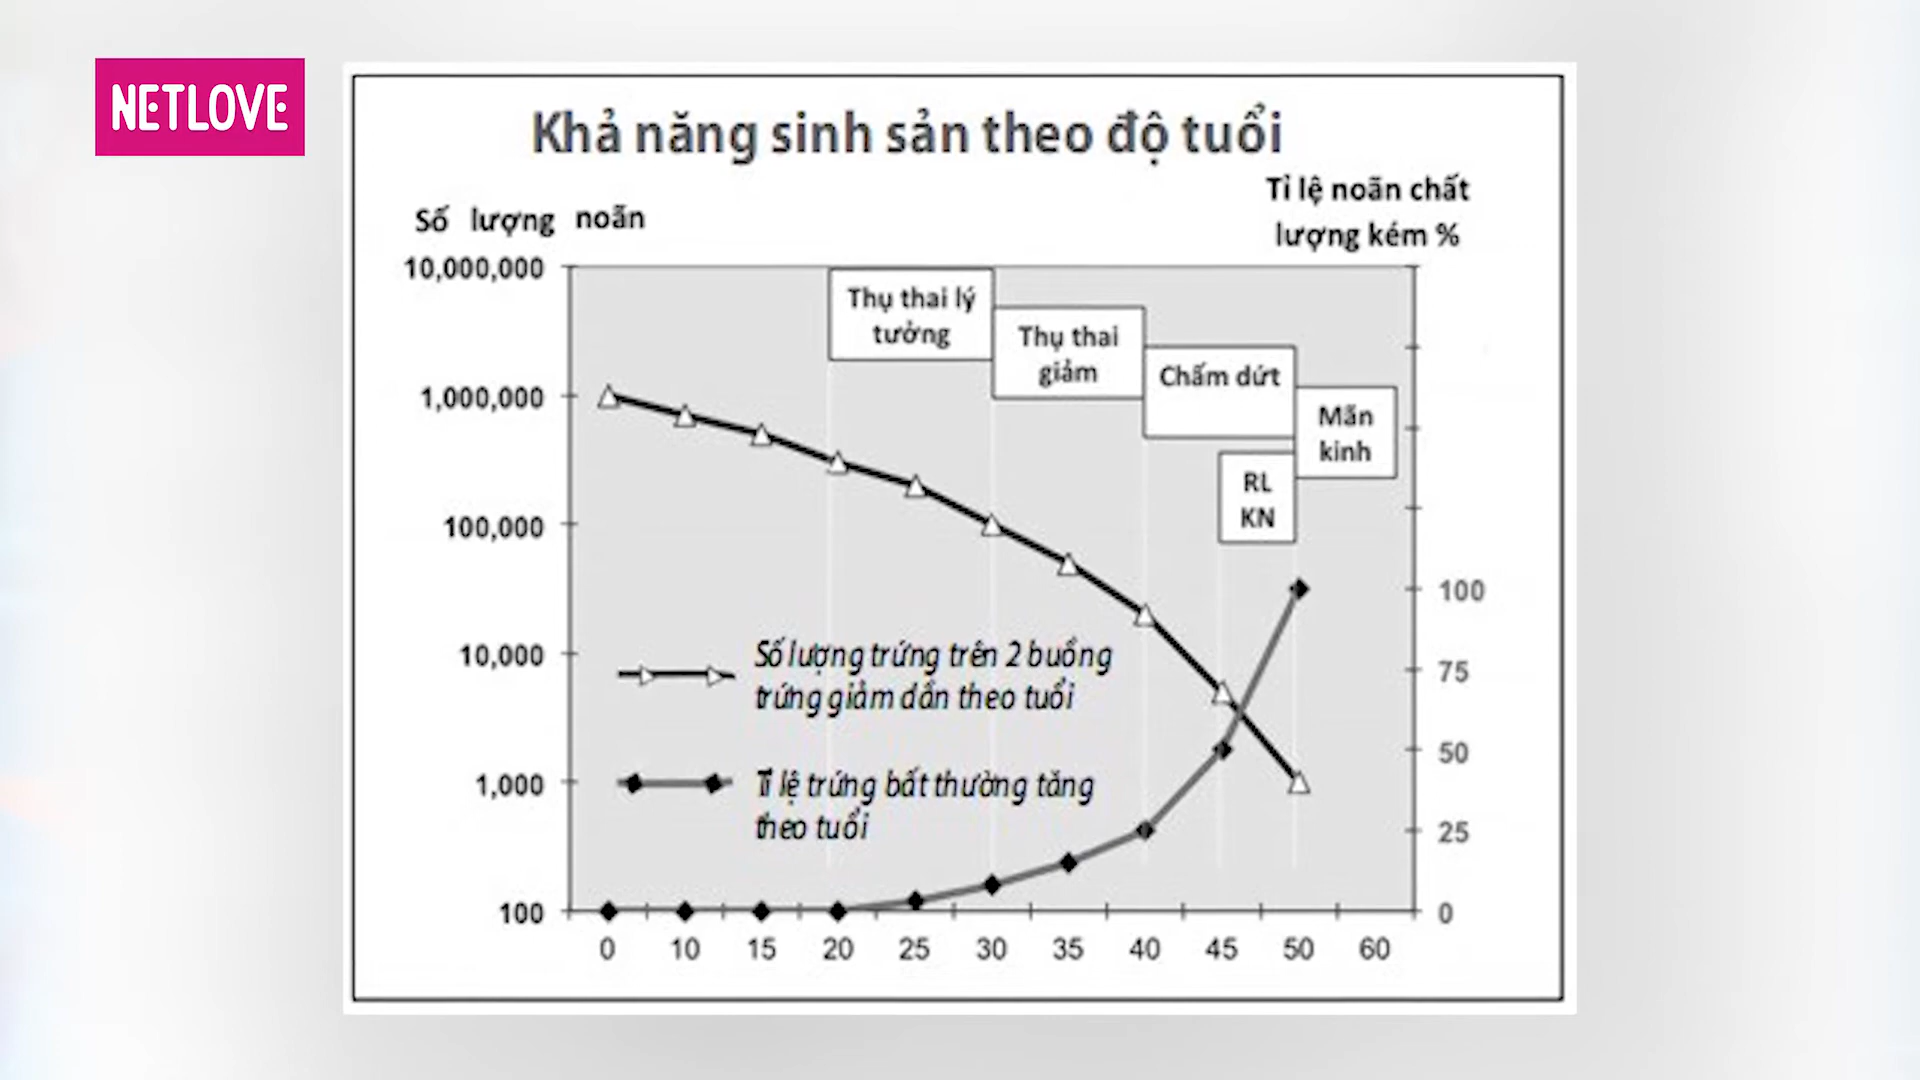 NETLOVE
Khả năng sinh sản theo độ tuổi
Số lượng noãn
Tỉ lệ noãn chất
lượng kém %
10,000,000
1,000,000
100,000
10,000
1,000
100
Thụ thai lý
tưởng
Thụ thai
giảm
Chấm dứt
Mãn
kinh
RL
KN
Số lượng trứng trên 2 buồng
trứng giảm dần theo tuổi
Tỉ lệ trứng bất thường tăng
theo tuổi
100
75
50
25
0
0 10 15 20 25 30 35 40 45 50 60